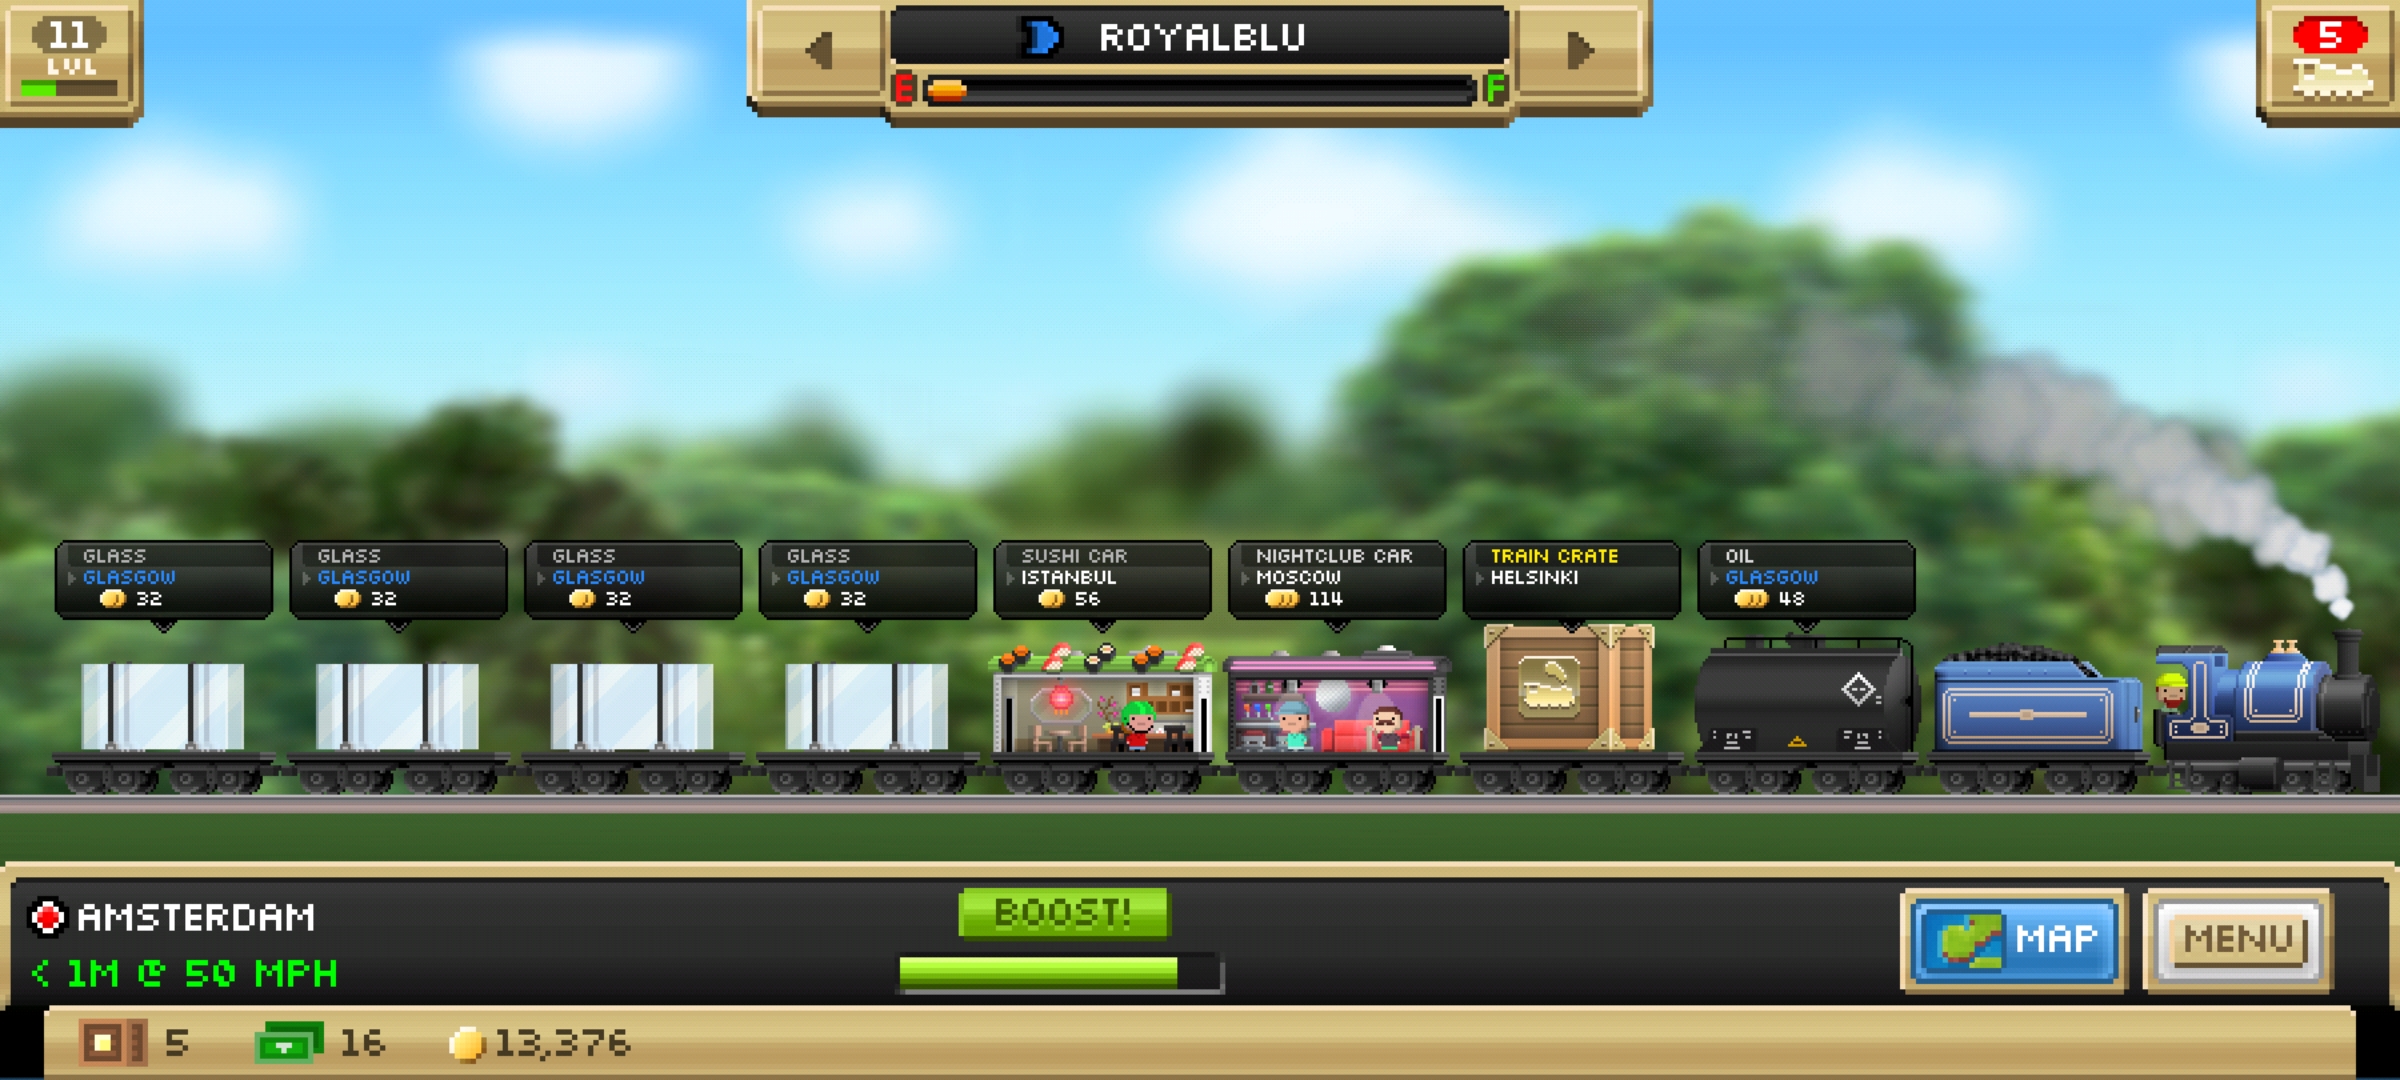 11
LVL
ROYALBLU
E F
5
GLASS
GLASGOW
32
GLASS
GLASGOW
32
GLASS
GLASGOW
32
GLASS
GLASGOW
32
SUSHI CAR
ISTANBUL
56
NIGHTCLUB CAR
MOSCOW
114
TRAIN CRATE
HELSINKI
OIL
GLASGOW
48
AMSTERDAM
< 1M @ 50 MPH
BOOST!
MAP
MENU
5
16
13,376